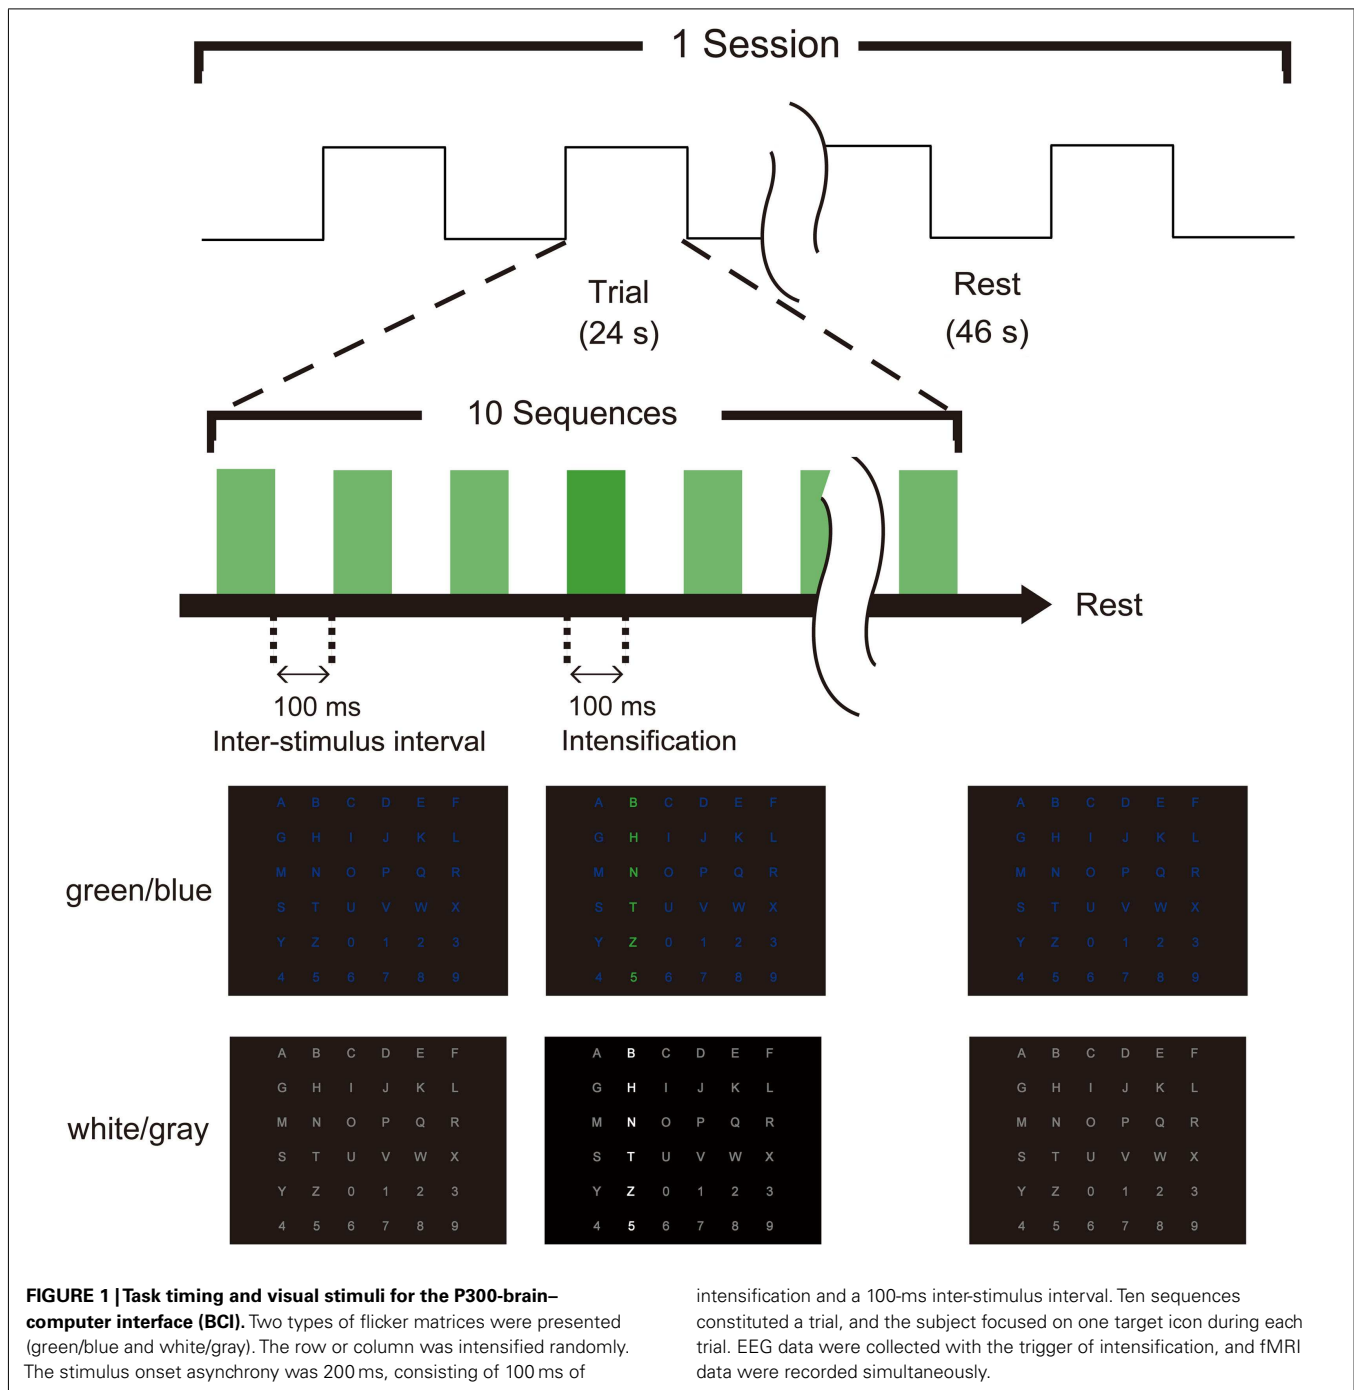 1 Session
Trial
(24 s)
Rest
(46 s)
10 Sequences
Rest
100 ms
Inter-stimulus interval
100 ms
Intensification
green/blue
A B C D E F
G H I J K L
M N O P Q R
S T U V W X
Y Z 0 1 2 3
4 5 6 7 8 9
A B C D E F
G H I J K L
M N O P Q R
S T U V W X
Y Z 0 1 2 3
4 5 6 7 8 9
A B C D E F
G H I J K L
M N O P Q R
S T U V W X
Y Z 0 1 2 3
4 5 6 7 8 9
white/gray
A B C D E F
G H I J K L
M N O P Q R
S T U V W X
Y Z 0 1 2 3
4 5 6 7 8 9
A B C D E F
G H I J K L
M N O P Q R
S T U V W X
Y Z 0 1 2 3
4 5 6 7 8 9
A B C D E F
G H I J K L
M N O P Q R
S T U V W X
Y Z 0 1 2 3
4 5 6 7 8 9
FIGURE 1 | Task timing and visual stimuli for the P300-brain–
computer interface (BCI). Two types of flicker matrices were presented
(green/blue and white/gray). The row or column was intensified randomly.
The stimulus onset asynchrony was 200 ms, consisting of 100 ms of
intensification and a 100-ms inter-stimulus interval. Ten sequences
constituted a trial, and the subject focused on one target icon during each
trial. EEG data were collected with the trigger of intensification, and fMRI
data were recorded simultaneously.